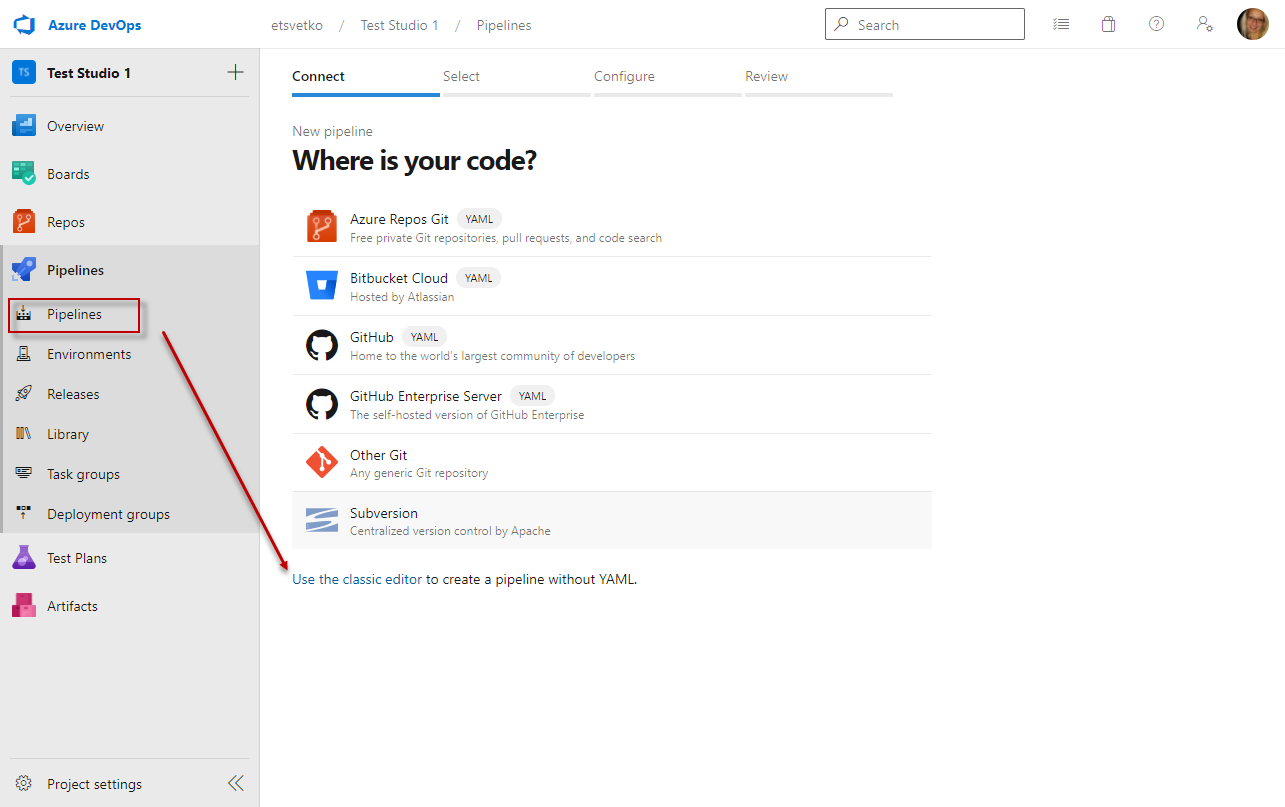 Azure DevOps
etsvetko / Test Studio 1 / Pipelines
Search
TS Test Studio 1
Overview
Boards
Repos
Pipelines
Pipelines
Environments
Releases
Library
Task groups
Deployment groups
Test Plans
Artifacts
Project settings
Connect Select Configure Review
New pipeline
Where is your code?
Azure Repos Git YAML
Free private Git repositories, pull requests, and code search
Bitbucket Cloud YAML
Hosted by Atlassian
GitHub YAML
Home to the world's largest community of developers
GitHub Enterprise Server YAML
The self-hosted version of GitHub Enterprise
Other Git
Any generic Git repository
Subversion
Centralized version control by Apache
Use the classic editor to create a pipeline without YAML.